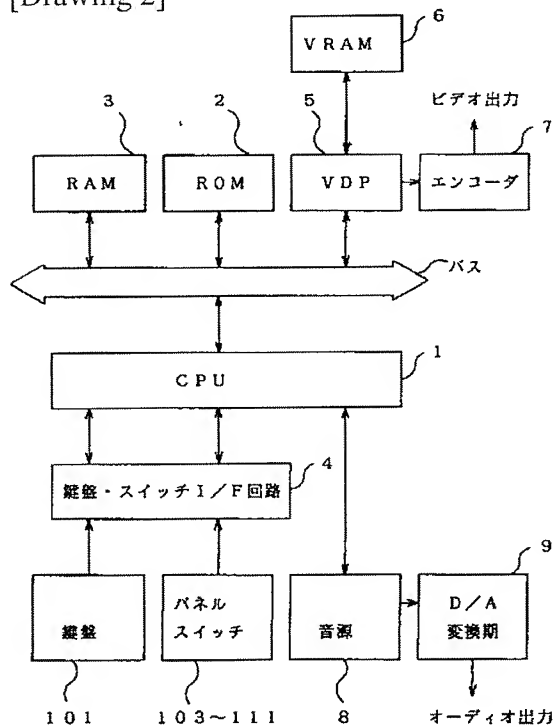 [Drawing 2]
6
VRAM
3
2
5
ビデオ出力
7
RAM
ROM
VDP
エンコーダ
バス
1
CPU
4
鍵盤・スイッチI/F回路
9
鍵盤
パネル
スイッチ
音源
D/A
変換期
101
103~111
8
オーディオ出力